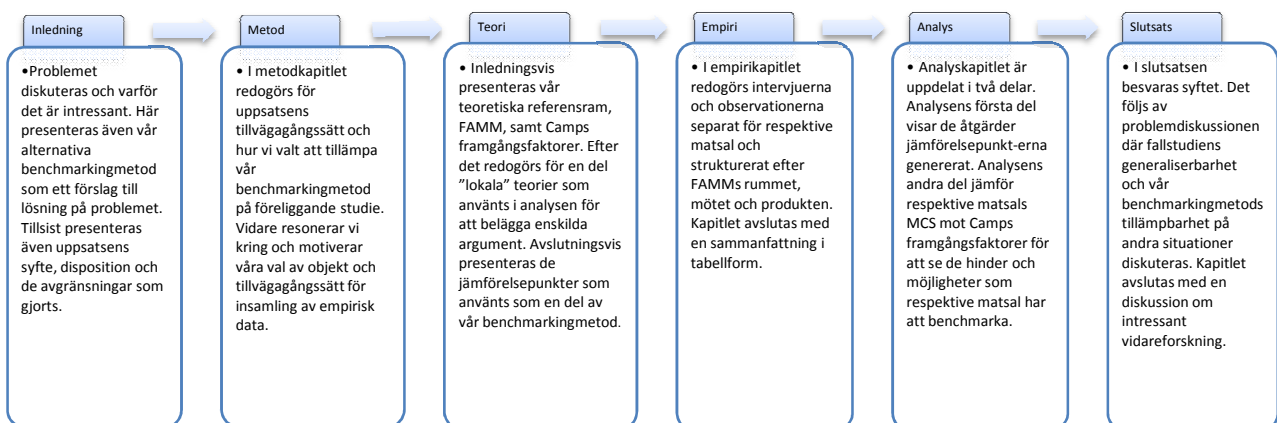 Inledning
•Problemet
diskuteras och varför
det är intressant. Här
presenteras även vår
alternativa
benchmarkingmetod
som ett förslag till
lösning på problemet.
Tillsist presenteras
även uppsatsens
syfte, disposition och
de avgränsningar som
gjorts.
Metod
• I metodkapitlet
redogörs för
uppsatsens
tillvägagångssätt och
hur vi valt att tillämpa
vår
benchmarkingmetod
på föreliggande studie.
Vidare resonerar vi
kring och motiverar
våra val av objekt och
tillvägagångssätt för
insamling av empirisk
data.
Teori
• Inledningsvis
presenteras vår
teoretiska referensram,
FAMM, samt Camps
framgångsfaktorer. Efter
det redogörs för en del
”lokala” teorier som
använts i analysen för
att belägga enskilda
argument. Avslutningsvis
presenteras de
jämförelsepunkter som
använts som en del av
vår benchmarkingmetod.
Empiri
• I empirikapitlet
redogörs intervjuerna
och observationerna
separat för respektive
matsal och
strukturerat efter
FAMMs rummet,
mötet och produkten.
Kapitlet avslutas med
en sammanfattning i
tabellform.
Analys
• Analyskapitlet är
uppdelat i två delar.
Analysens första del
visar de åtgärder
jämförelsepunkt-erna
genererat. Analysens
andra del jämför
respektive matsals
MCS mot Camps
framgångsfaktorer för
att se de hinder och
möjligheter som
respektive matsal har
att benchmarka.
Slutsats
• I slutsatsen
besvaras syftet. Det
följs av
problemdiskussionen
där fallstudiens
generaliserbarhet
och vår
benchmarkingmetods
tillämpbarhet på
andra situationer
diskuteras. Kapitlet
avslutas med en
diskussion om
intressant
vidareforskning.